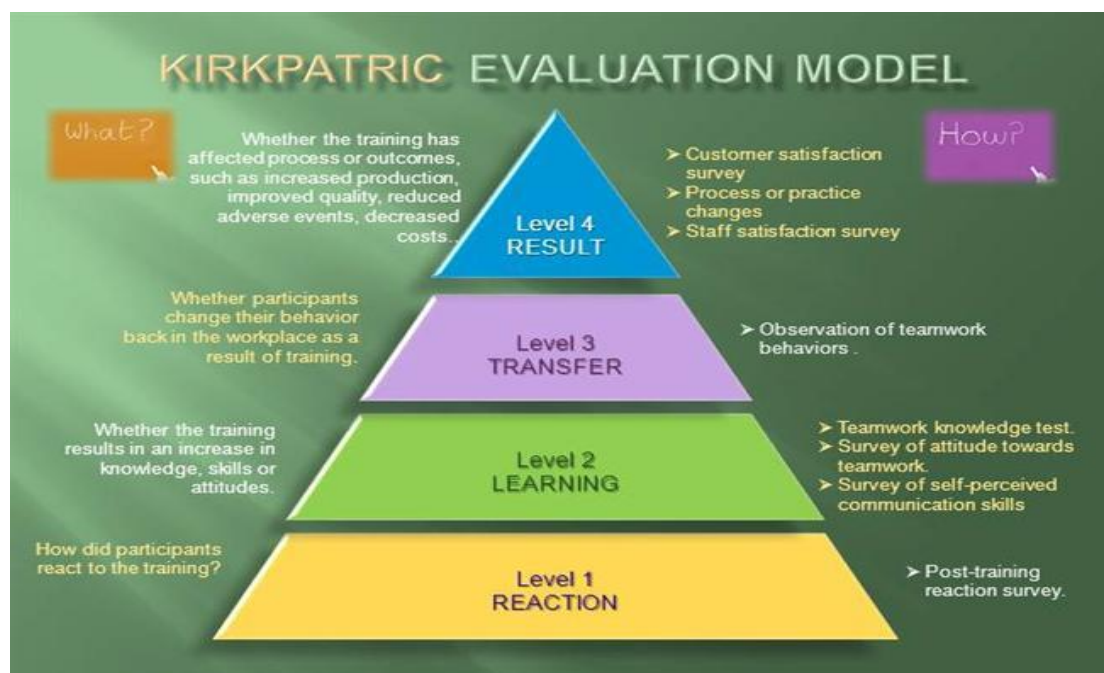 KIRKPATRIC EVALUATION MODEL
What?
How?
Whether the training has
affected process or outcomes,
such as increased production,
improved quality, reduced
adverse events, decreased
costs..
Level 4
RESULT
➤ Customer satisfaction
survey
➤ Process or practice
changes
➤ Staff satisfaction survey
Whether participants
change their behavior
back in the workplace as a
result of training.
Level 3
TRANSFER
➤ Observation of teamwork
behaviors .
Whether the training
results in an increase in
knowledge, skills or
attitudes.
Level 2
LEARNING
➤ Teamwork knowledge test.
➤ Survey of attitude towards
teamwork.
➤ Survey of self-perceived
communication skills
How did participants
react to the training?
Level 1
REACTION
➤ Post-training
reaction survey.